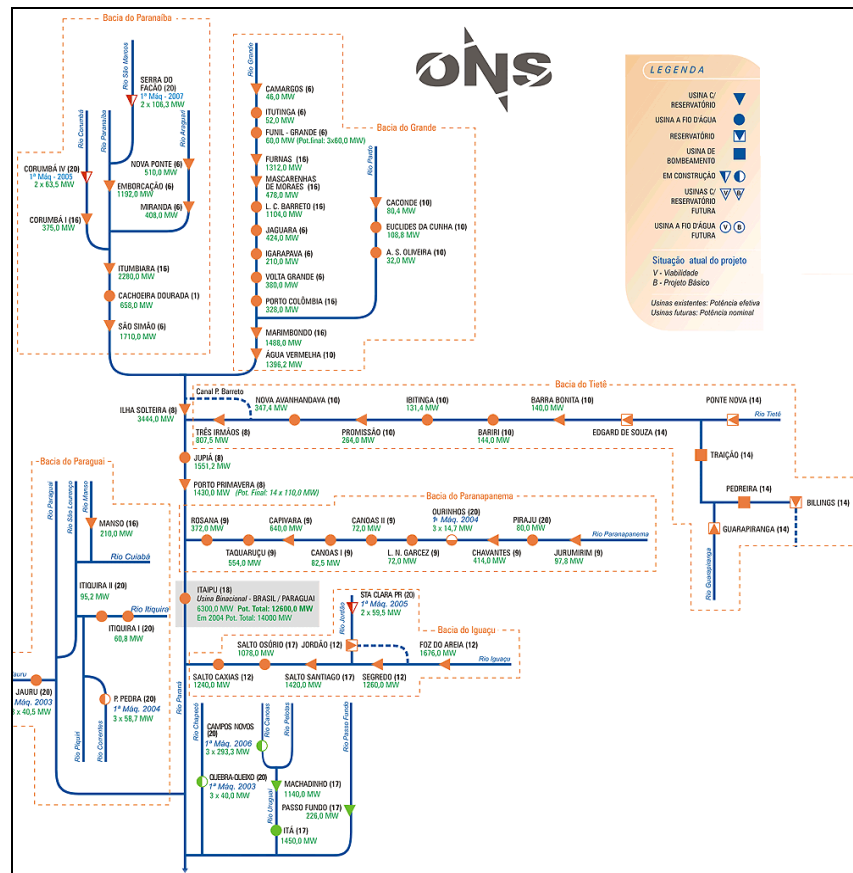 Bacia do Paranaíba
Rio São Marcos
SERRA DO
FACÃO (20)
1ª Máq - 2007
2 x 106,3 MW
Rio Corumbá
Rio Paranaíba
Rio Araguari
CORUMBÁ IV (20)
1ª Máq - 2005
2 x 63,5 MW
NOVA PONTE (6)
510,0 MW
EMBORCAÇÃO (6)
1192,0 MW
MIRANDA (6)
408,0 MW
CORUMBÁ I (16)
375,0 MW
ITUMBIARA (16)
2280,0 MW
CACHOEIRA DOURADA (1)
658,0 MW
SÃO SIMÃO (6)
1710,0 MW
Rio Grande
CAMARGOS (6)
46,0 MW
ITUTINGA (6)
52,0 MW
FUNIL - GRANDE (6)
60,0 MW (Pot.final: 3x60,0 MW)
Bacia do Grande
FURNAS (16)
1312,0 MW
MASCARENHAS
DE MORAES (16)
478,0 MW
L. C. BARRETO (16)
1104,0 MW
JAGUARA (6)
424,0 MW
IGARAPAVA (6)
210,0 MW
VOLTA GRANDE (6)
380,0 MW
PORTO COLÔMBIA (16)
328,0 MW
MARIMBONDO (16)
1488,0 MW
ÁGUA VERMELHA (10)
1396,2 MW
Rio Pardo
CACONDE (10)
80,4 MW
EUCLIDES DA CUNHA (10)
108,8 MW
A. S. OLIVEIRA (10)
32,0 MW
ONS
LEGENDA
USINA C/
RESERVATÓRIO
USINA A FIO D'ÁGUA
RESERVATÓRIO
USINA DE
BOMBEAMENTO
EM CONSTRUÇÃO
USINAS C/
RESERVATÓRIO
FUTURA
V B
USINA A FIO D'ÁGUA
FUTURA
V B
Situação atual do projeto
V - Viabilidade
B - Projeto Básico
Usinas existentes: Potência efetiva
Usinas futuras: Potência nominal
Bacia do Tietê
Canal P. Barreto
ILHA SOLTEIRA (8)
3444,0 MW
NOVA AVANHANDAVA (10)
347,4 MW
IBITINGA (10)
131,4 MW
BARRA BONITA (10)
140,0 MW
PONTE NOVA (14)
Rio Tietê
TRÊS IRMÃOS (8)
807,5 MW
PROMISSÃO (10)
264,0 MW
BARIRI (10)
144,0 MW
EDGARD DE SOUZA (14)
TRAIÇÃO (14)
PEDREIRA (14)
BILLINGS (14)
GUARAPIRANGA (14)
Rio Guarapiranga
JUPIÁ (8)
1551,2 MW
PORTO PRIMAVERA (8)
1430,0 MW (Pot. Final: 14 x 110,0 MW)
Bacia do Paranapanema
ROSANA (9)
372,0 MW
CAPIVARA (9)
640,0 MW
CANOAS II (9)
72,0 MW
OURINHOS (20)
1ª Máq. 2004
3 x 14,7 MW
PIRAJU (20)
80,0 MW
Rio Paranapanema
TAQUARUÇU (9)
554,0 MW
CANOAS I (9)
82,5 MW
L. N. GARCEZ (9)
72,0 MW
CHAVANTES (9)
414,0 MW
JURUMIRIM (9)
97,8 MW
Bacia do Paraguai
Rio Paraguai
Rio São Lourenço
Rio Manso
MANSO (16)
210,0 MW
Rio Cuiabá
ITIQUIRA II (20)
95,2 MW
Rio Itiquira
ITIQUIRA I (20)
60,8 MW
auru
JAURU (20)
Máq. 2003
x 40,5 MW
P. PEDRA (20)
1ª Máq. 2004
3 x 58,7 MW
Rio Piquiri
Rio Correntes
ITAIPU (18)
Usina Binacional - BRASIL / PARAGUAI
6300,0 MW Pot. Total: 12600,0 MW
Em 2004 Pot. Total: 14000 MW
STA CLARA PR (20)
1ª Máq. 2005
2 x 59,5 MW
Rio Jordão
Bacia do Iguaçu
SALTO OSÓRIO (17)
1078,0 MW
JORDÃO (12)
FOZ DO AREIA (12)
1676,0 MW
Rio Iguaçu
SALTO CAXIAS (12)
1240,0 MW
SALTO SANTIAGO (17)
1420,0 MW
SEGREDO (12)
1260,0 MW
Rio Paraná
Rio Chapecó
CAMPOS NOVOS
(20)
1ª Máq. 2006
3 x 293,3 MW
Rio Canoas
Rio Pelotas
Rio Passo Fundo
QUEBRA-QUEIXO (20)
1ª Máq. 2003
3 x 40,0 MW
MACHADINHO (17)
1140,0 MW
Rio Uruguai
PASSO FUNDO (17)
226,0 MW
ITÁ (17)
1450,0 MW